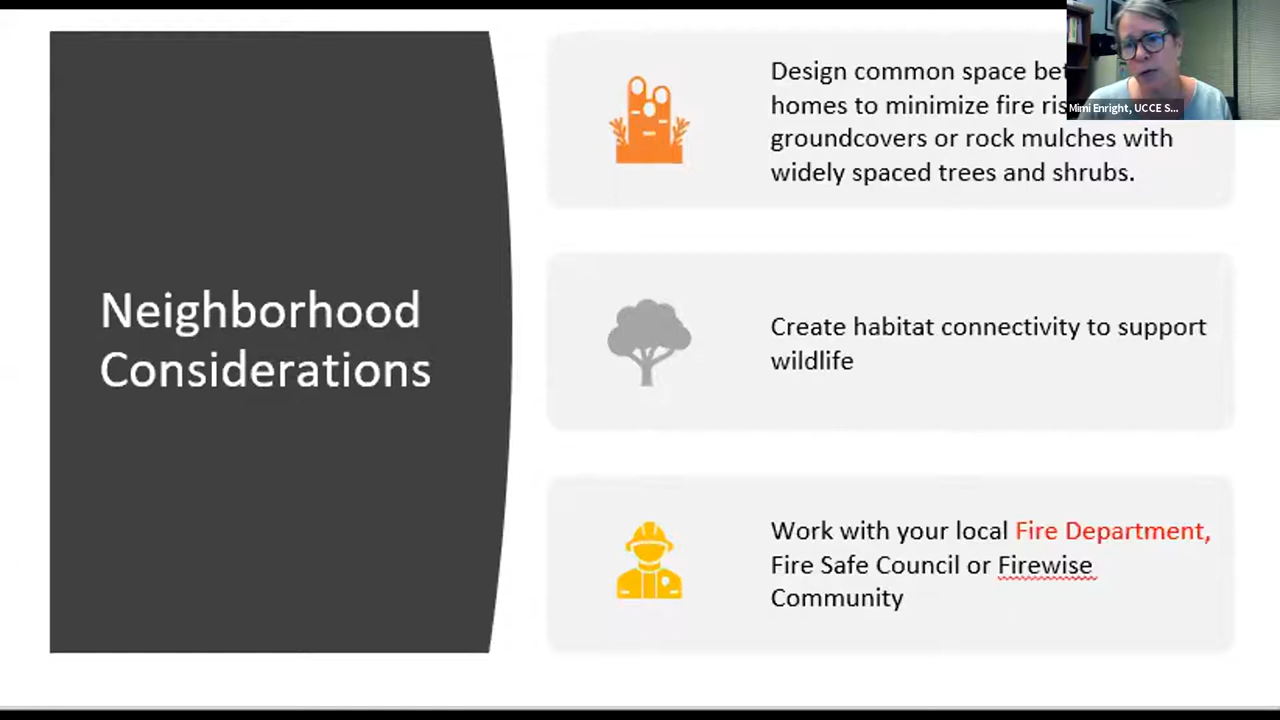 Neighborhood
Considerations
Design common space
homes to minimize fire
groundcovers or rock mulches with
widely spaced trees and shrubs.
Create habitat connectivity to support
wildlife
Work with your local Fire Department,
Fire Safe Council or Firewise
Community
Mimi Enright, UCCE S...